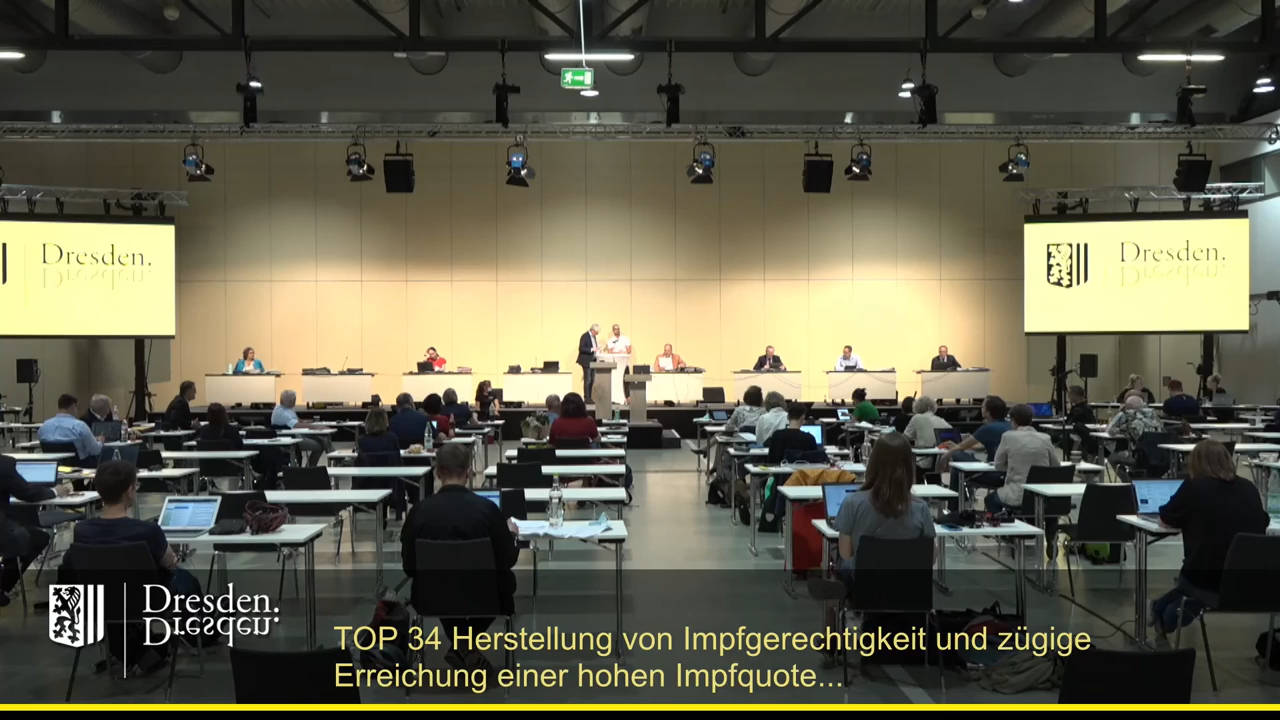 Dresden.
Dresden.
Dresden.
TOP 34 Herstellung von Impfgerechtigkeit und zügige
Erreichung einer hohen Impfquote...